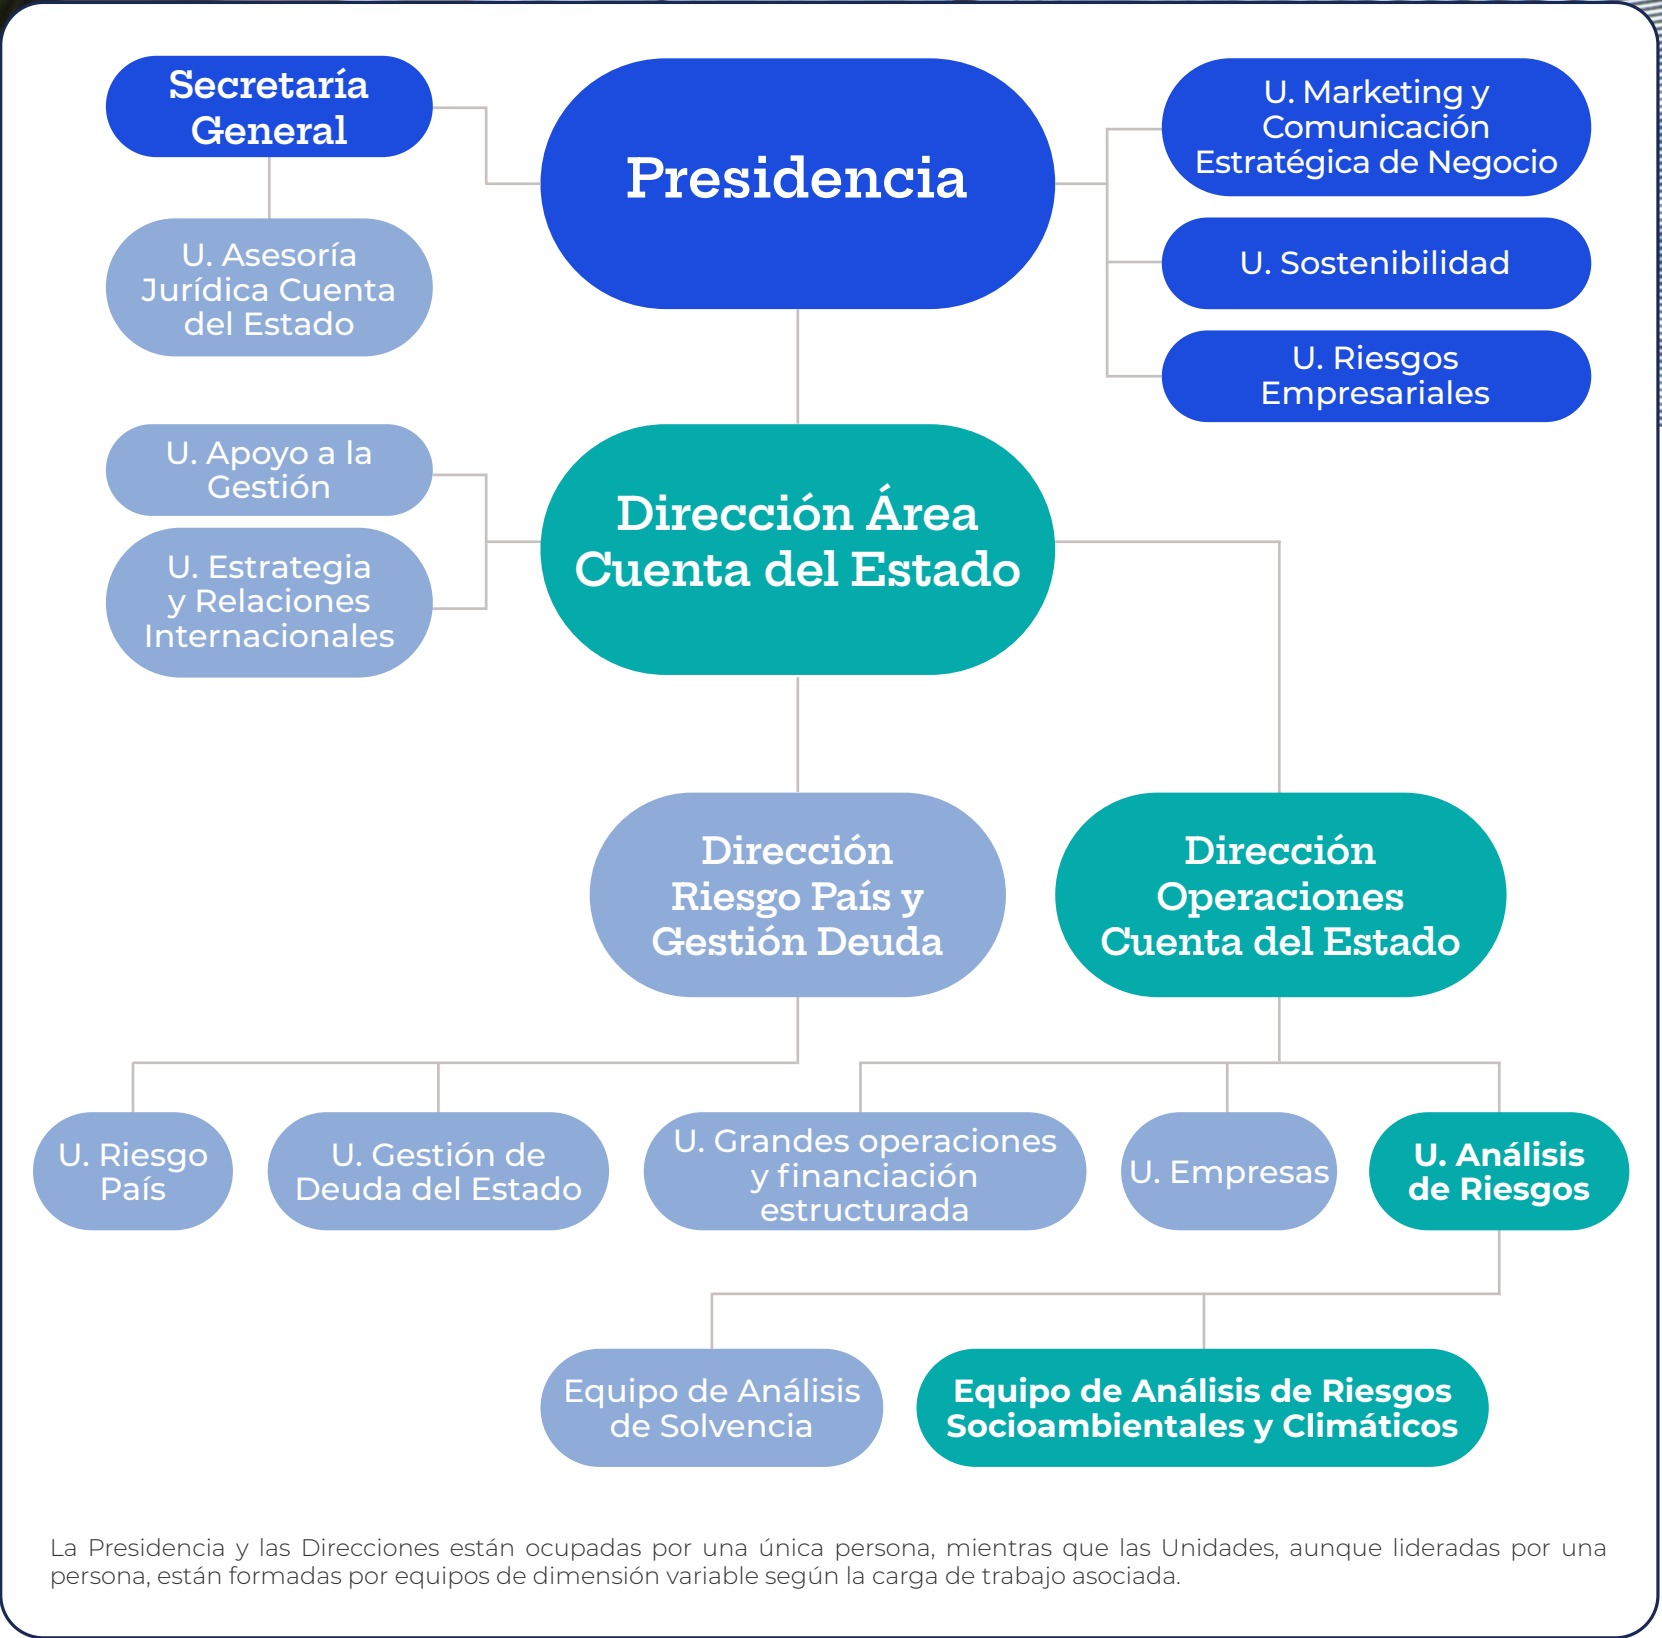 Secretaría
General
Presidencia
U. Marketing y
Comunicación
Estratégica de Negocio
U. Asesoría
Jurídica Cuenta
del Estado
U. Sostenibilidad
U. Riesgos
Empresariales
U. Apoyo a la
Gestión
U. Estrategia
y Relaciones
Internacionales
Dirección Área
Cuenta del Estado
Dirección
Riesgo País y
Gestión Deuda
Dirección
Operaciones
Cuenta del Estado
U. Riesgo
País
U. Gestión de
Deuda del Estado
U. Grandes operaciones
y financiación
estructurada
U. Empresas
U. Análisis
de Riesgos
Equipo de Análisis
de Solvencia
Equipo de Análisis de Riesgos
Socioambientales y Climáticos
La Presidencia y las Direcciones están ocupadas por una única persona, mientras que las Unidades, aunque lideradas por una
persona, están formadas por equipos de dimensión variable según la carga de trabajo asociada.